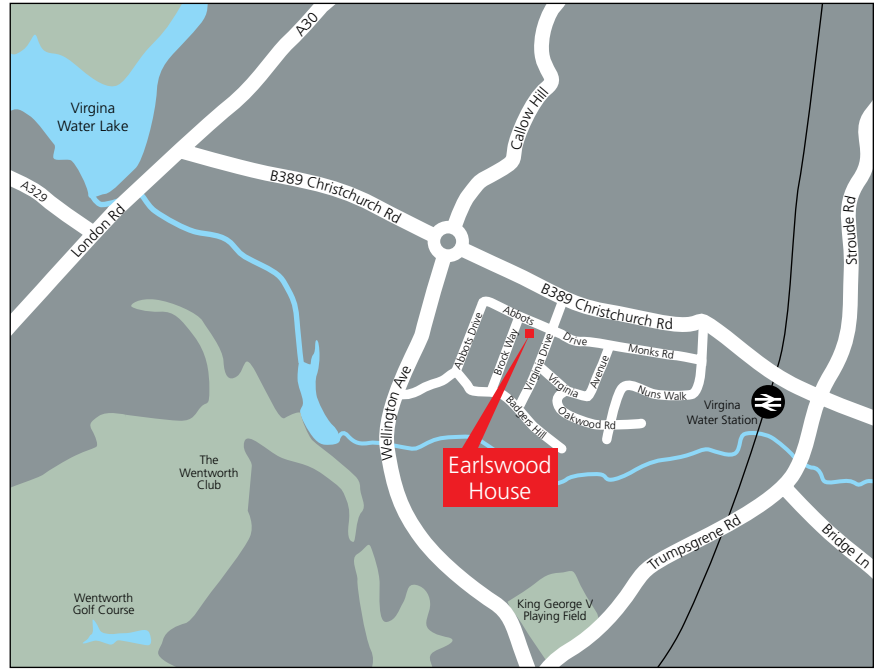 A30
Virgina
Water Lake
Callow Hill
B389 Christchurch Rd
A329
London Rd
Stroude Rd
B389 Christchurch Rd
Abbots
Drive
Abbots Drive
Brock Way
Virginia Drive
Monks Rd
Avenue
Virginia
Nuns Walk
Badgers Hill
Oakwood Rd
Virgina
Water Station
Wellington Ave
Earlswood
House
The
Wentworth
Club
Trumpsgrene Rd
Bridge Ln
Wentworth
Golf Course
King George V
Playing Field